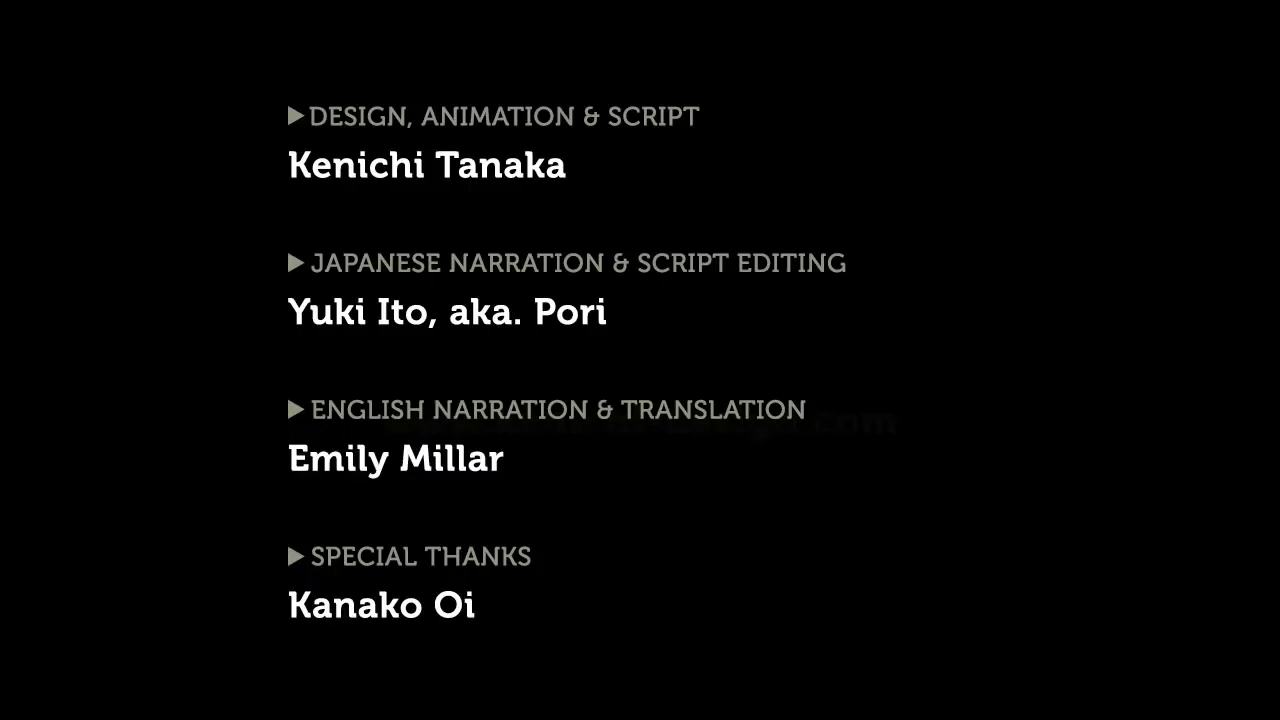 ▶DESIGN, ANIMATION & SCRIPT
Kenichi Tanaka
▶JAPANESE NARRATION & SCRIPT EDITING
Yuki Ito, aka. Pori
▶ENGLISH NARRATION & TRANSLATION
Emily Millar
▶SPECIAL THANKS
Kanako Oi